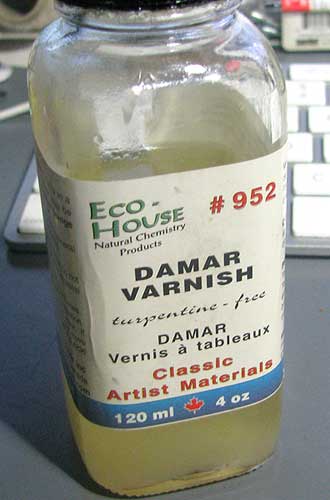 ECO-
HOUSE
# 952
Natural Chemistry
Products
DAMAR
VARNISH
turpentine - free
DAMAR
Vernis à tableaux
Classic
Artist Materials
120 ml 4 oz